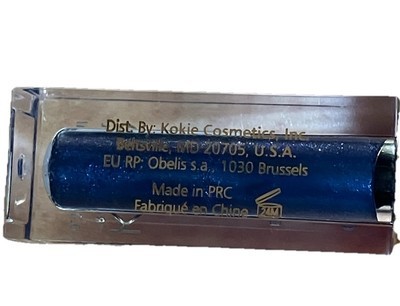 Dist. By: Kokie Cosmetics, Inc.
Beltsville, MD 20705, U.S.A.
EU RP: Obelis s.a. 1030 Brussels
Made in PRC
Fabriqué en Chine 24M